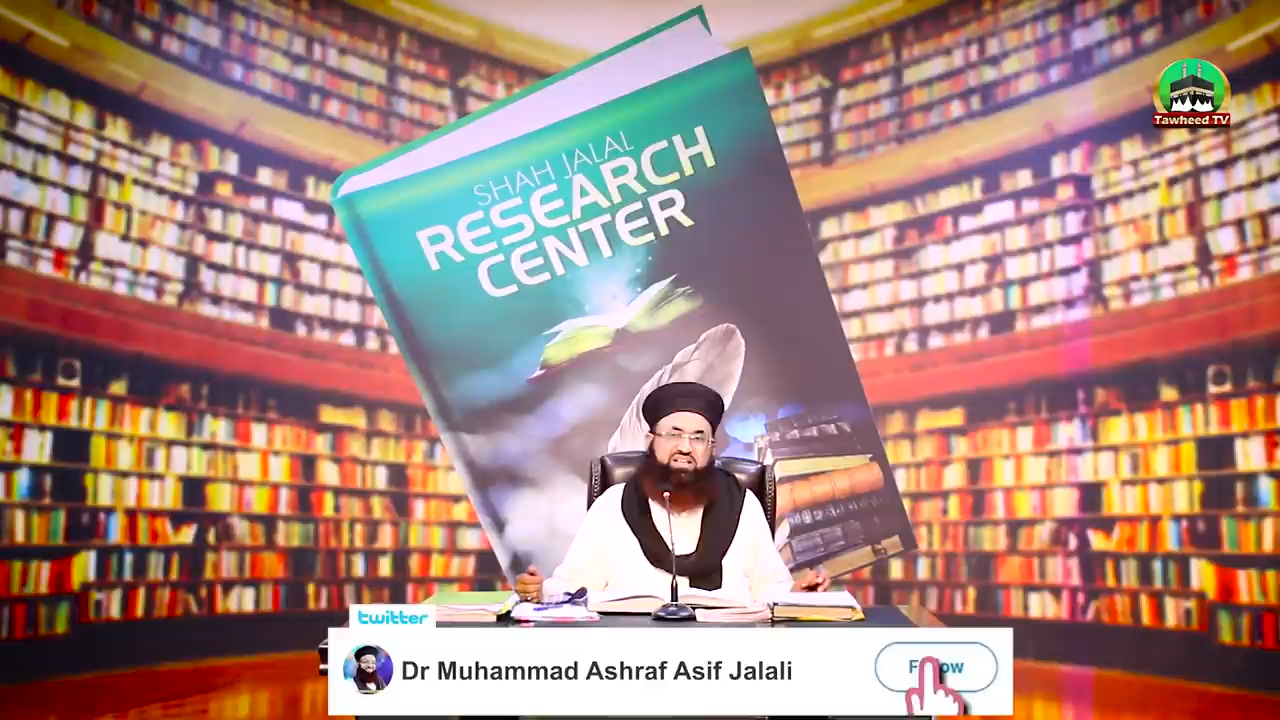 SHAH JALAL
RESEARCH
CENTER
Tawheed TV
twitter
Dr Muhammad Ashraf Asif Jalali